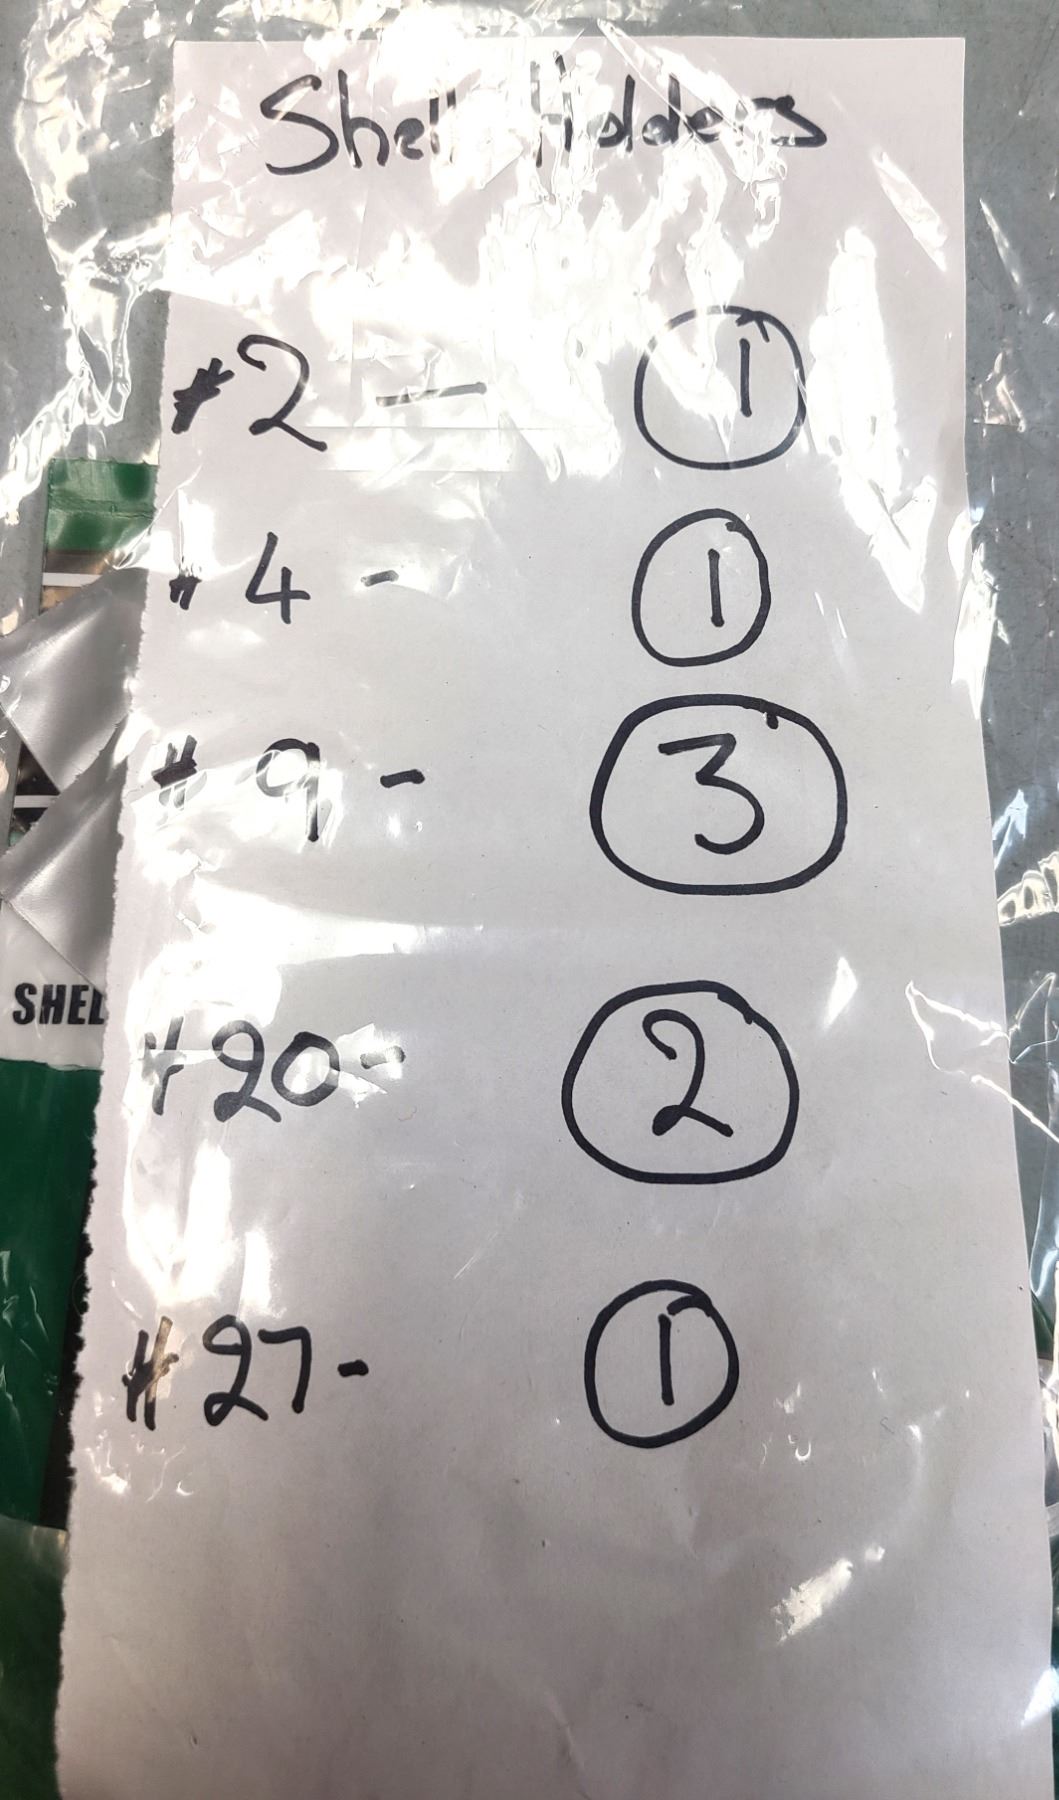 Shell Holders
#2 — 1
#4 - 1
#9 - 3
SHEL
#20- 2
#27- 1